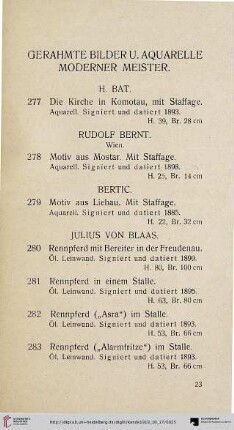 GERAHMTE BILDER U. AQUARELLE
MODERNER MEISTER.
H. BAT.
277 Die Kirche in Komotau, mit Staffage.
Aquarell. Signiert und datiert 1893.
H. 39, Br. 28 cm
RUDOLF BERNT.
Wien.
278 Motiv aus Mostar. Mit Staffage.
Aquarell. Signiert und datiert 1898.
H. 25, Br. 14 cm
BERTIC.
279 Motiv aus Liebau. Mit Staffage.
Aquarell. Signiert und datiert 1885.
H. 22, Br. 32 cm
JULIUS VON BLAAS.
280 Rennpferd mit Bereiter in der Freudenau.
Öl. Leinwand. Signiert und datiert 1899.
H. 80, Br. 100 cm
281 Rennpferd in einem Stalle.
Öl. Leinwand. Signiert und datiert 1895.
H. 63, Br. 80 cm
282 Rennpferd („Asra“) im Stalle.
Öl. Leinwand. Signiert und datiert 1893.
H. 53, Br. 66 cm
283 Rennpferd („Alarmfritze“) im Stalle.
Öl. Leinwand. Signiert und datiert 1893.
H. 53, Br. 66 cm
23